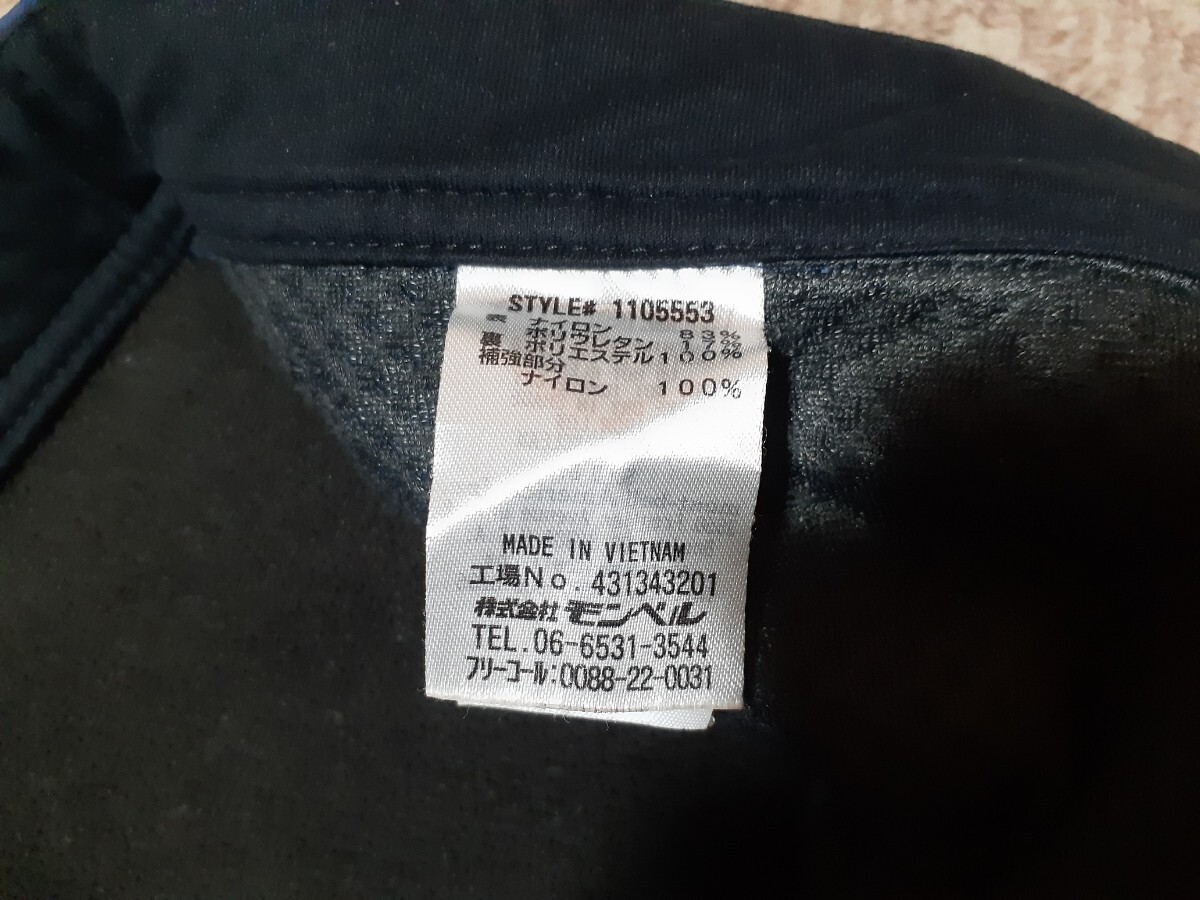 STYLE# 1105553
表 ナイロン 83%
ポリウレタン 17%
裏 ポリエステル 100%
補強部分
ナイロン 100%
MADE IN VIETNAM
工場No. 431343201
株式会社 モンベル
TEL.06-6531-3544
フリーコール:0088-22-0031